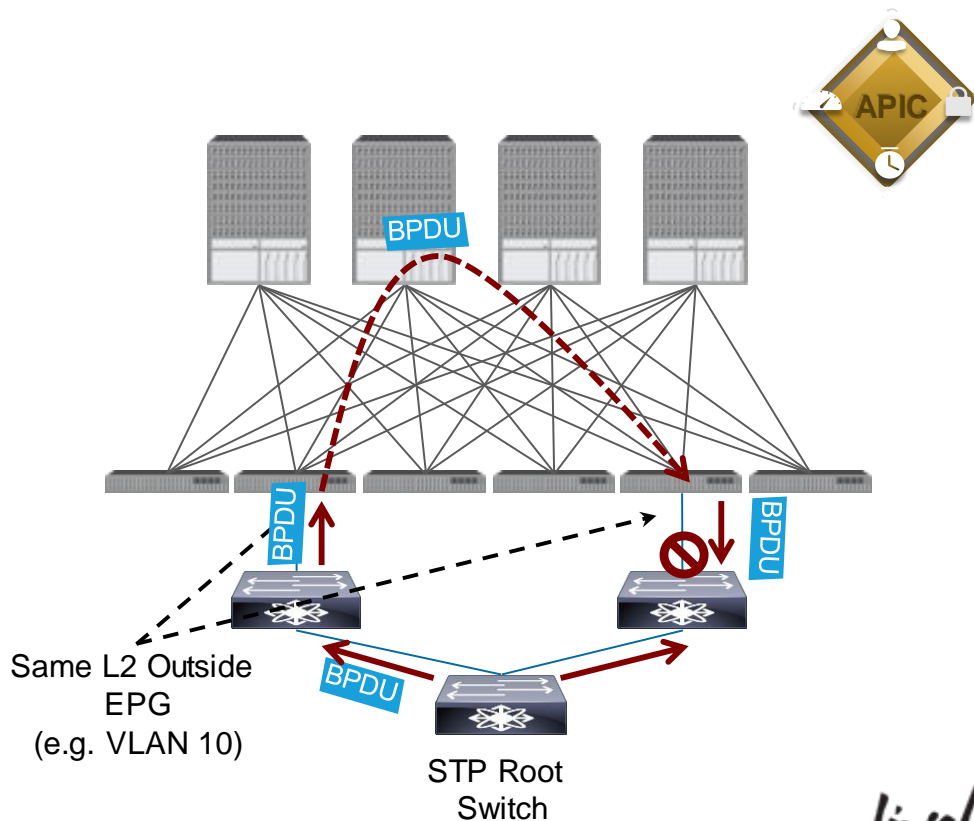 APIC
BPDU
BPDU
BPDU
Same L2 Outside
EPG
(e.g. VLAN 10)
BPDU
STP Root
Switch